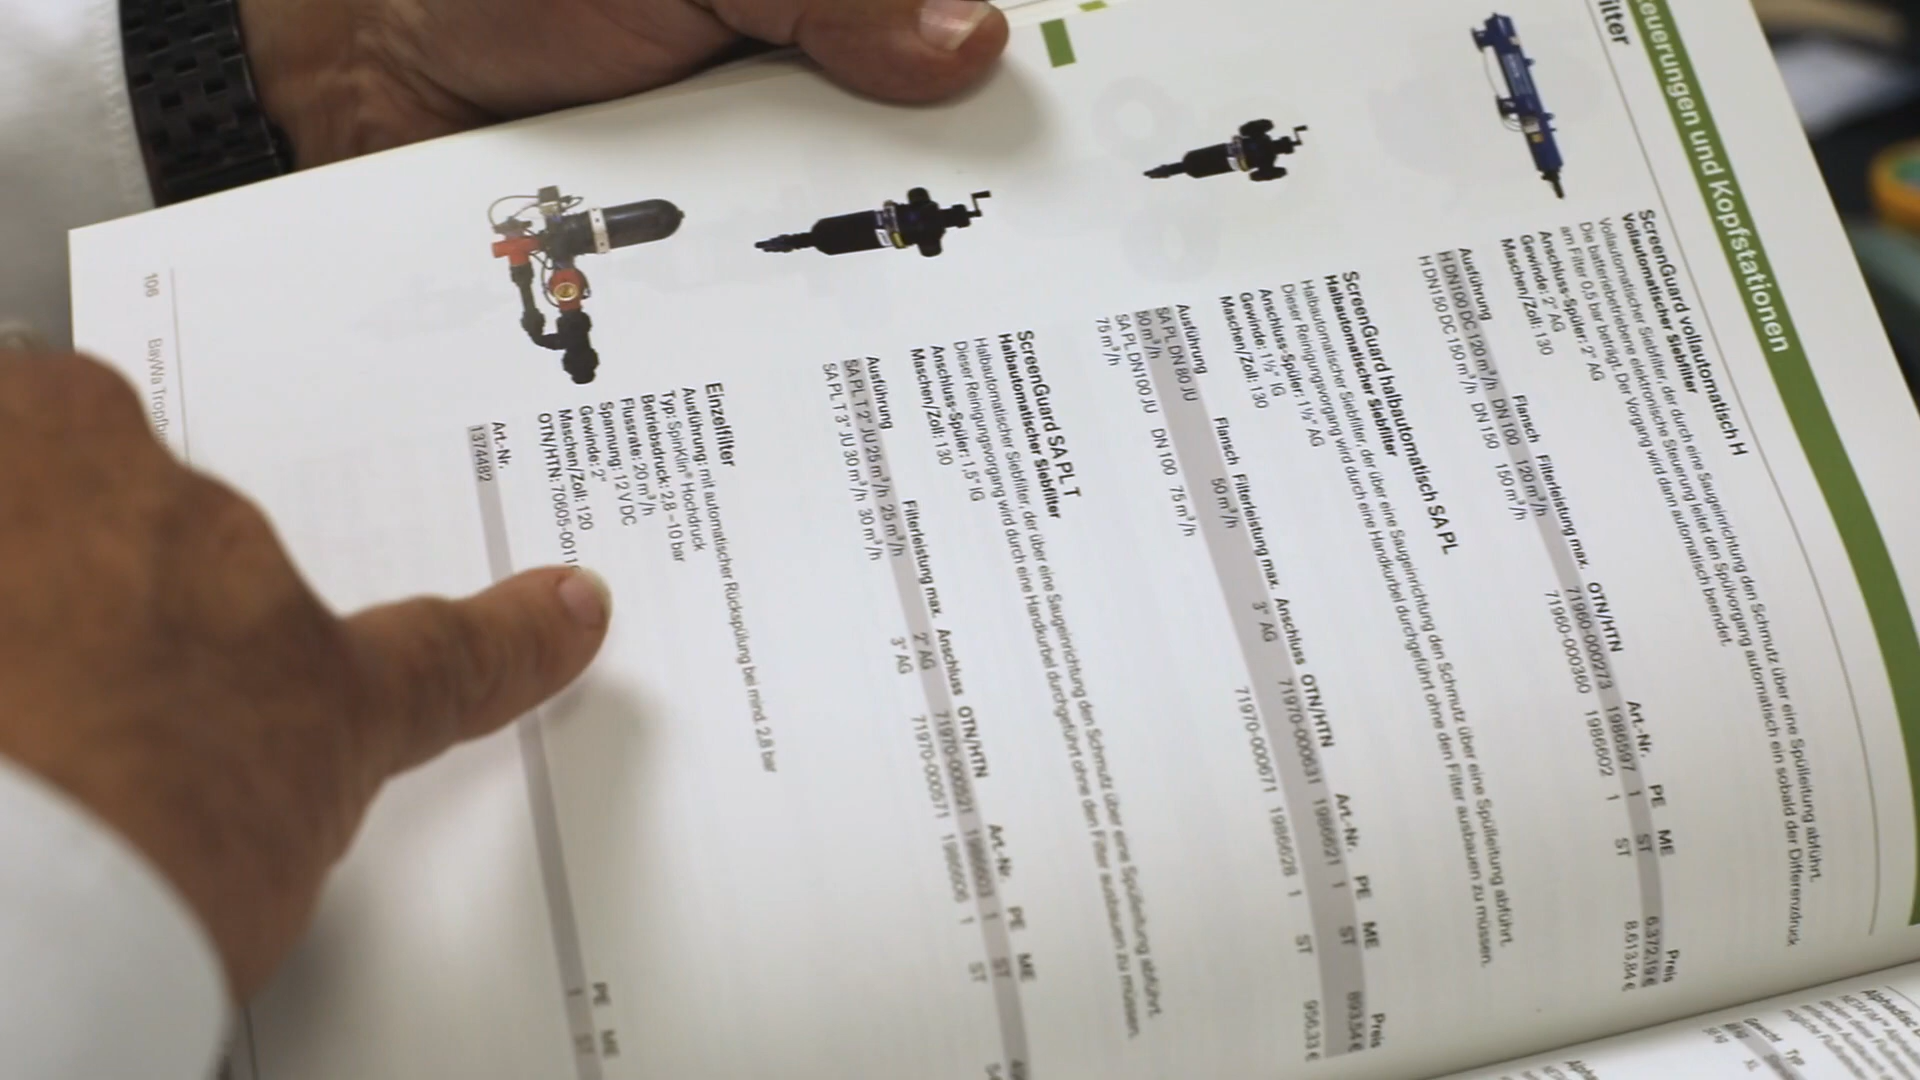 euerungen und Kopfstationen
ilter
ScreenGuard vollautomatisch H
Vollautomatischer Siebfilter
Vollautomatischer Siebfilter, der durch eine Saugeinrichtung den Schmutz über eine Spülleitung abführt.
Die batteriebetriebene elektronische Steuerung leitet den Spülvorgang automatisch ein sobald der Differenzdruck
am Filter 0,5 bar beträgt. Der Vorgang wird dann automatisch beendet.
Anschluss-Spüler: 2" AG
Gewinde: 2" AG
Maschen/Zoll: 130
Ausführung Flansch Filterleistung max. OTN/HTN Art.-Nr. PE ME Preis
H DN100 DC 120 m³/h DN 100 120 m³/h 71960-000273 1986597 1 ST 6.372,19 €
H DN150 DC 150 m³/h DN 150 150 m³/h 71960-000360 1986602 1 ST 8.613,84 €
ScreenGuard halbautomatisch SA PL
Halbautomatischer Siebfilter
Halbautomatischer Siebfilter, der über eine Saugeinrichtung den Schmutz über eine Spülleitung abführt.
Dieser Reinigungsvorgang wird durch eine Handkurbel durchgeführt ohne den Filter ausbauen zu müssen.
Anschluss-Spüler: 1½" AG
Gewinde: 1½" IG
Maschen/Zoll: 130
Ausführung Flansch Filterleistung max. Anschluss OTN/HTN Art.-Nr. PE ME Preis
SA PL DN 80 JU 50 m³/h 3" AG 71970-000631 1986621 1 ST 893,54 €
50 m³/h
SA PL DN100 JU DN100 75 m³/h 71970-000671 1986628 1 ST 956,33 €
75 m³/h
ScreenGuard SA PL T
Halbautomatischer Siebfilter
Halbautomatischer Siebfilter, der über eine Saugeinrichtung den Schmutz über eine Spülleitung abführt.
Dieser Reinigungsvorgang wird durch eine Handkurbel durchgeführt ohne den Filter ausbauen zu müssen.
Anschluss-Spüler: 1,5" IG
Maschen/Zoll: 130
Ausführung Filterleistung max. Anschluss OTN/HTN Art.-Nr. PE ME
SA PL T 2" JU 25 m³/h 25 m³/h 2" AG 71970-000521 1986603 1 ST
SA PL T 3" JU 30 m³/h 30 m³/h 3" AG 71970-000571 1986606 1 ST
Einzelfilter
Ausführung: mit automatischer Rückspülung bei mind. 2,8 bar
Typ: SpinKlin® Hochdruck
Betriebsdruck: 2,8 –10 bar
Flussrate: 20 m³/h
Spannung: 12 V DC
Gewinde: 2"
Maschen/Zoll: 120
OTN/HTN: 70605-0011
Art.-Nr. PE ME
1374482 1 ST
106 BayWa Tropfb
Gewicht Typ